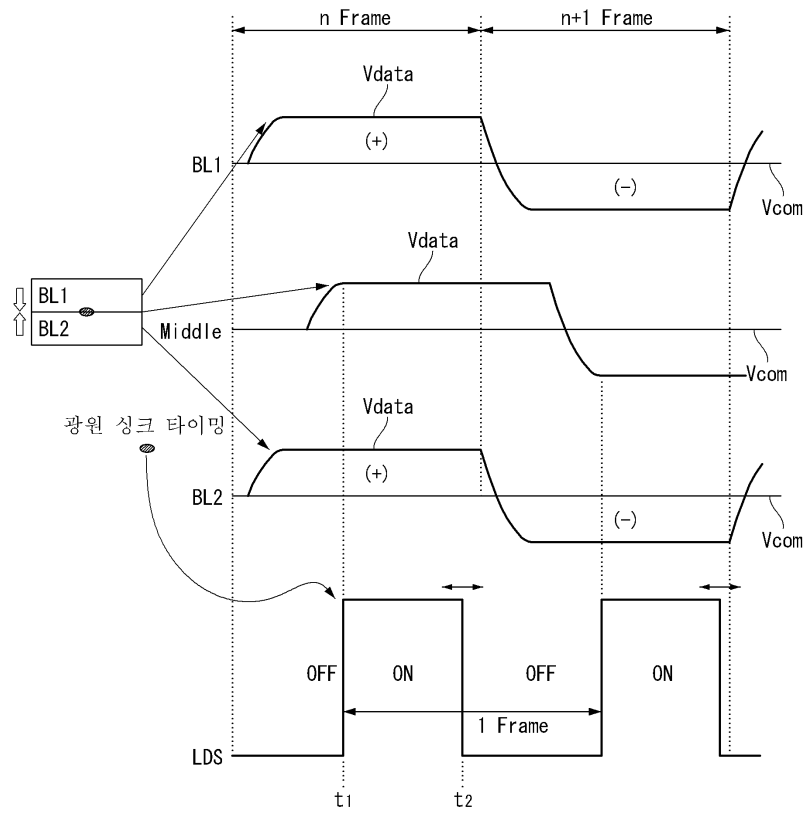 n Frame
n+1 Frame
Vdata
(+)
BL1
(-)
Vcom
Vdata
BL1
BL2
Middle
Vcom
광원 싱크 타이밍
Vdata
(+)
BL2
(-)
Vcom
OFF
ON
OFF
ON
1 Frame
LDS
t1
t2